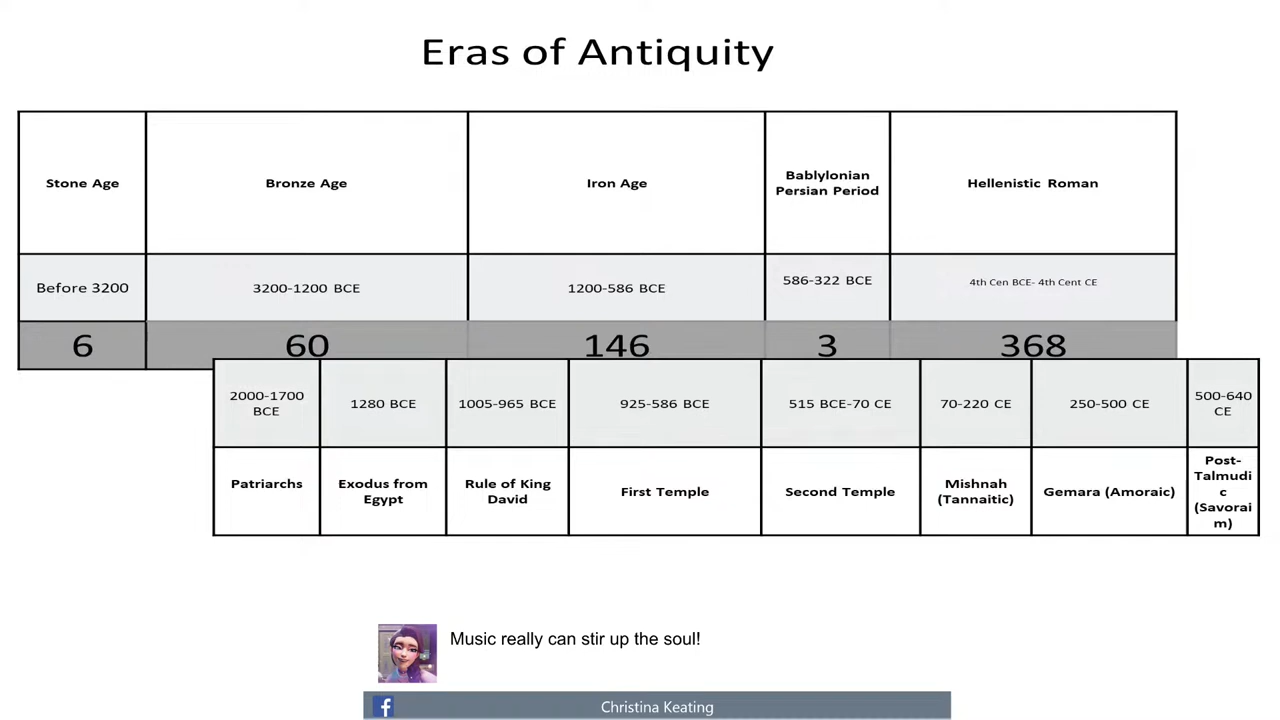 Eras of Antiquity
Stone Age
Bronze Age
Iron Age
Bablylonian
Persian Period
Hellenistic Roman
Before 3200
3200-1200 BCE
1200-586 BCE
586-322 BCE
4th Cen BCE- 4th Cent CE
6
60
146
3
368
2000-1700
BCE
1280 BCE
1005-965 BCE
925-586 BCE
515 BCE-70 CE
70-220 CE
250-500 CE
500-640
CE
Patriarchs
Exodus from
Egypt
Rule of King
David
First Temple
Second Temple
Mishnah
(Tannaitic)
Gemara (Amoraic)
Post-
Talmudi
c
(Savorai
m)
Music really can stir up the soul!
Christina Keating